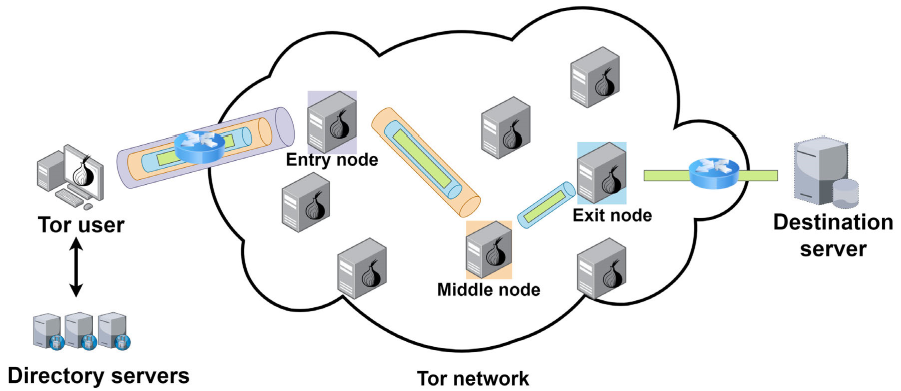 Entry node
Tor user
Exit node
Destination
server
Middle node
Directory servers
Tor network